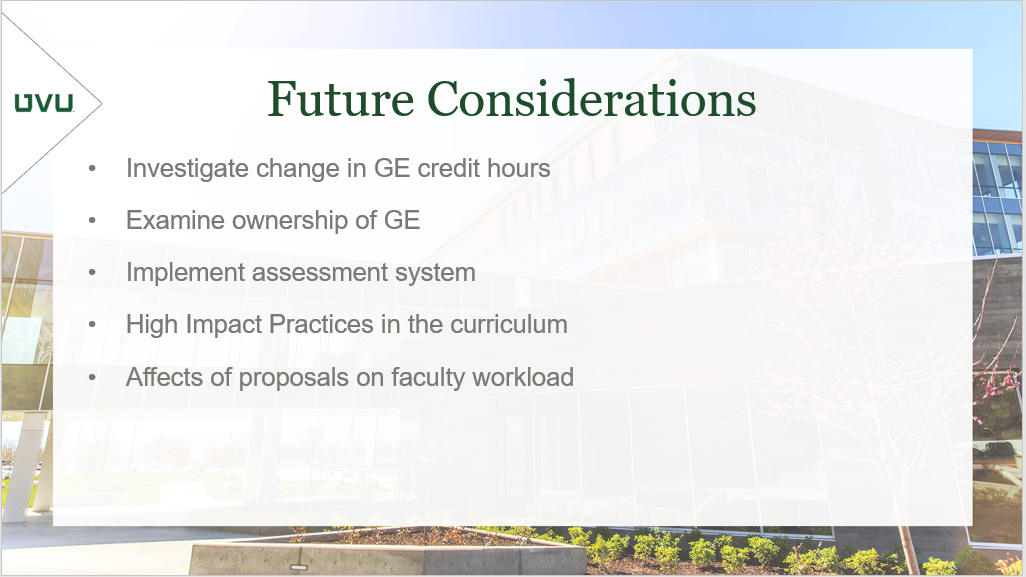 UVU
Future Considerations
• Investigate change in GE credit hours
• Examine ownership of GE
• Implement assessment system
• High Impact Practices in the curriculum
• Affects of proposals on faculty workload